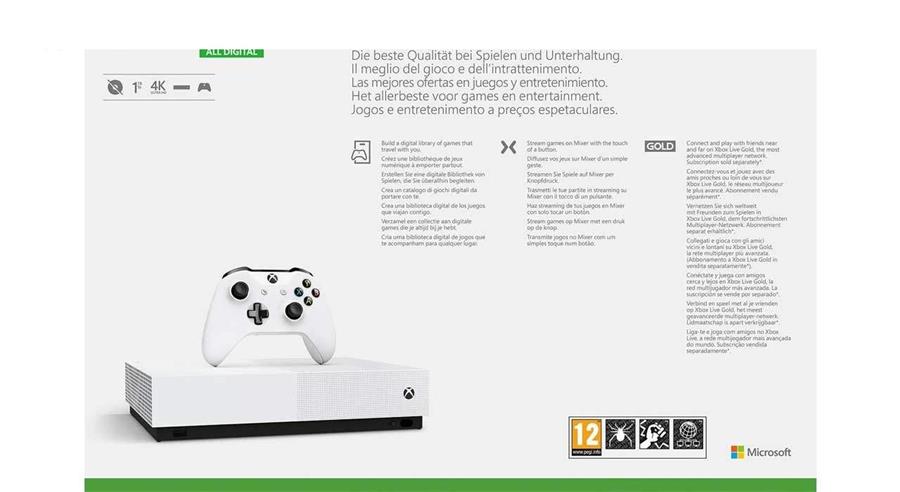 ALL DIGITAL
4K
ULTRA HD
Die beste Qualität bei Spielen und Unterhaltung.
Il meglio del gioco e dell'intrattenimento.
Las mejores ofertas en juegos y entretenimiento.
Het allerbeste voor games en entertainment.
Jogos e entretenimento a preços espetaculares.
Build a digital library of games that
travel with you.
Créez une bibliothèque de jeux
numérique à emporter partout.
Erstellen Sie eine digitale Bibliothek von
Spielen, die Sie überallhin begleiten.
Crea un catalogo di giochi digitali da
portare con te.
Crea una biblioteca digital de los juegos
que viajan contigo.
Verzamel een collectie aan digitale
games die je altijd bij je hebt.
Cria uma biblioteca digital de jogos que
te acompanham para qualquer lugar.
Stream games on Mixer with the touch
of a button.
Diffusez vos jeux sur Mixer d'un simple
geste.
Streamen Sie Spiele auf Mixer per
Knopfdruck.
Trasmetti le tue partite in streaming su
Mixer con il tocco di un pulsante.
Haz streaming de tus juegos en Mixer
con solo tocar un botón.
Stream games op Mixer met een druk
op de knop.
Transmite jogos no Mixer com um
simples toque num botão.
GOLD
Connect and play with friends near
and far on Xbox Live Gold, the most
advanced multiplayer network.
Subscription sold separately*.
Connectez-vous et jouez avec des
amis proches ou loin de vous sur
Xbox Live Gold, le réseau multijoueur
le plus avancé. Abonnement vendu
séparément*.
Vernetzen Sie sich weltweit
mit Freunden zum Spielen in
Xbox Live Gold, dem fortschrittlichsten
Multiplayer-Netzwerk. Abonnement
separat erhältlich*.
Collegati e gioca con gli amici
vicini e lontani su Xbox Live Gold,
la rete multiplayer più avanzata.
(Abbonamento a Xbox Live Gold in
vendita separatamente*).
Conéctate y juega con amigos
cerca y lejos en Xbox Live Gold, la
red multijugador más avanzada. La
suscripción se vende por separado*.
Verbind en speel met al je vrienden
op Xbox Live Gold, het meest
geavanceerde multiplayer-netwerk.
Lidmaatschap is apart verkrijgbaar*.
Liga-te e joga com amigos no Xbox
Live, a rede multijogador mais avançada
do mundo. Subscrição vendida
separadamente*.
12
www.pegi.info
Microsoft